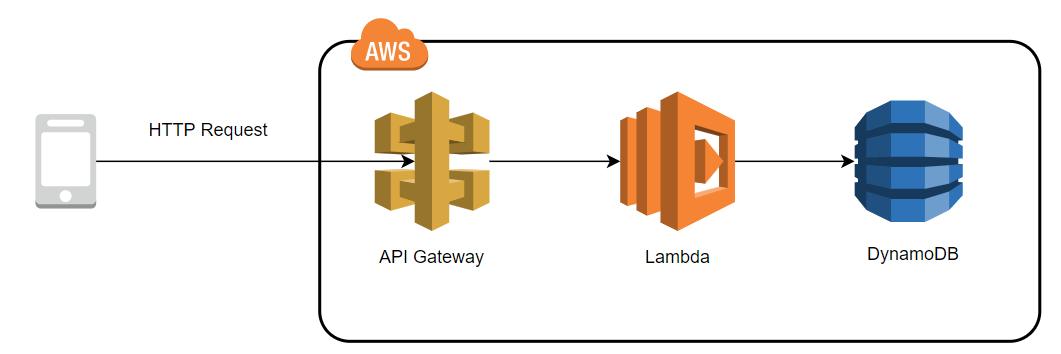 AWS
HTTP Request
API Gateway
Lambda
DynamoDB